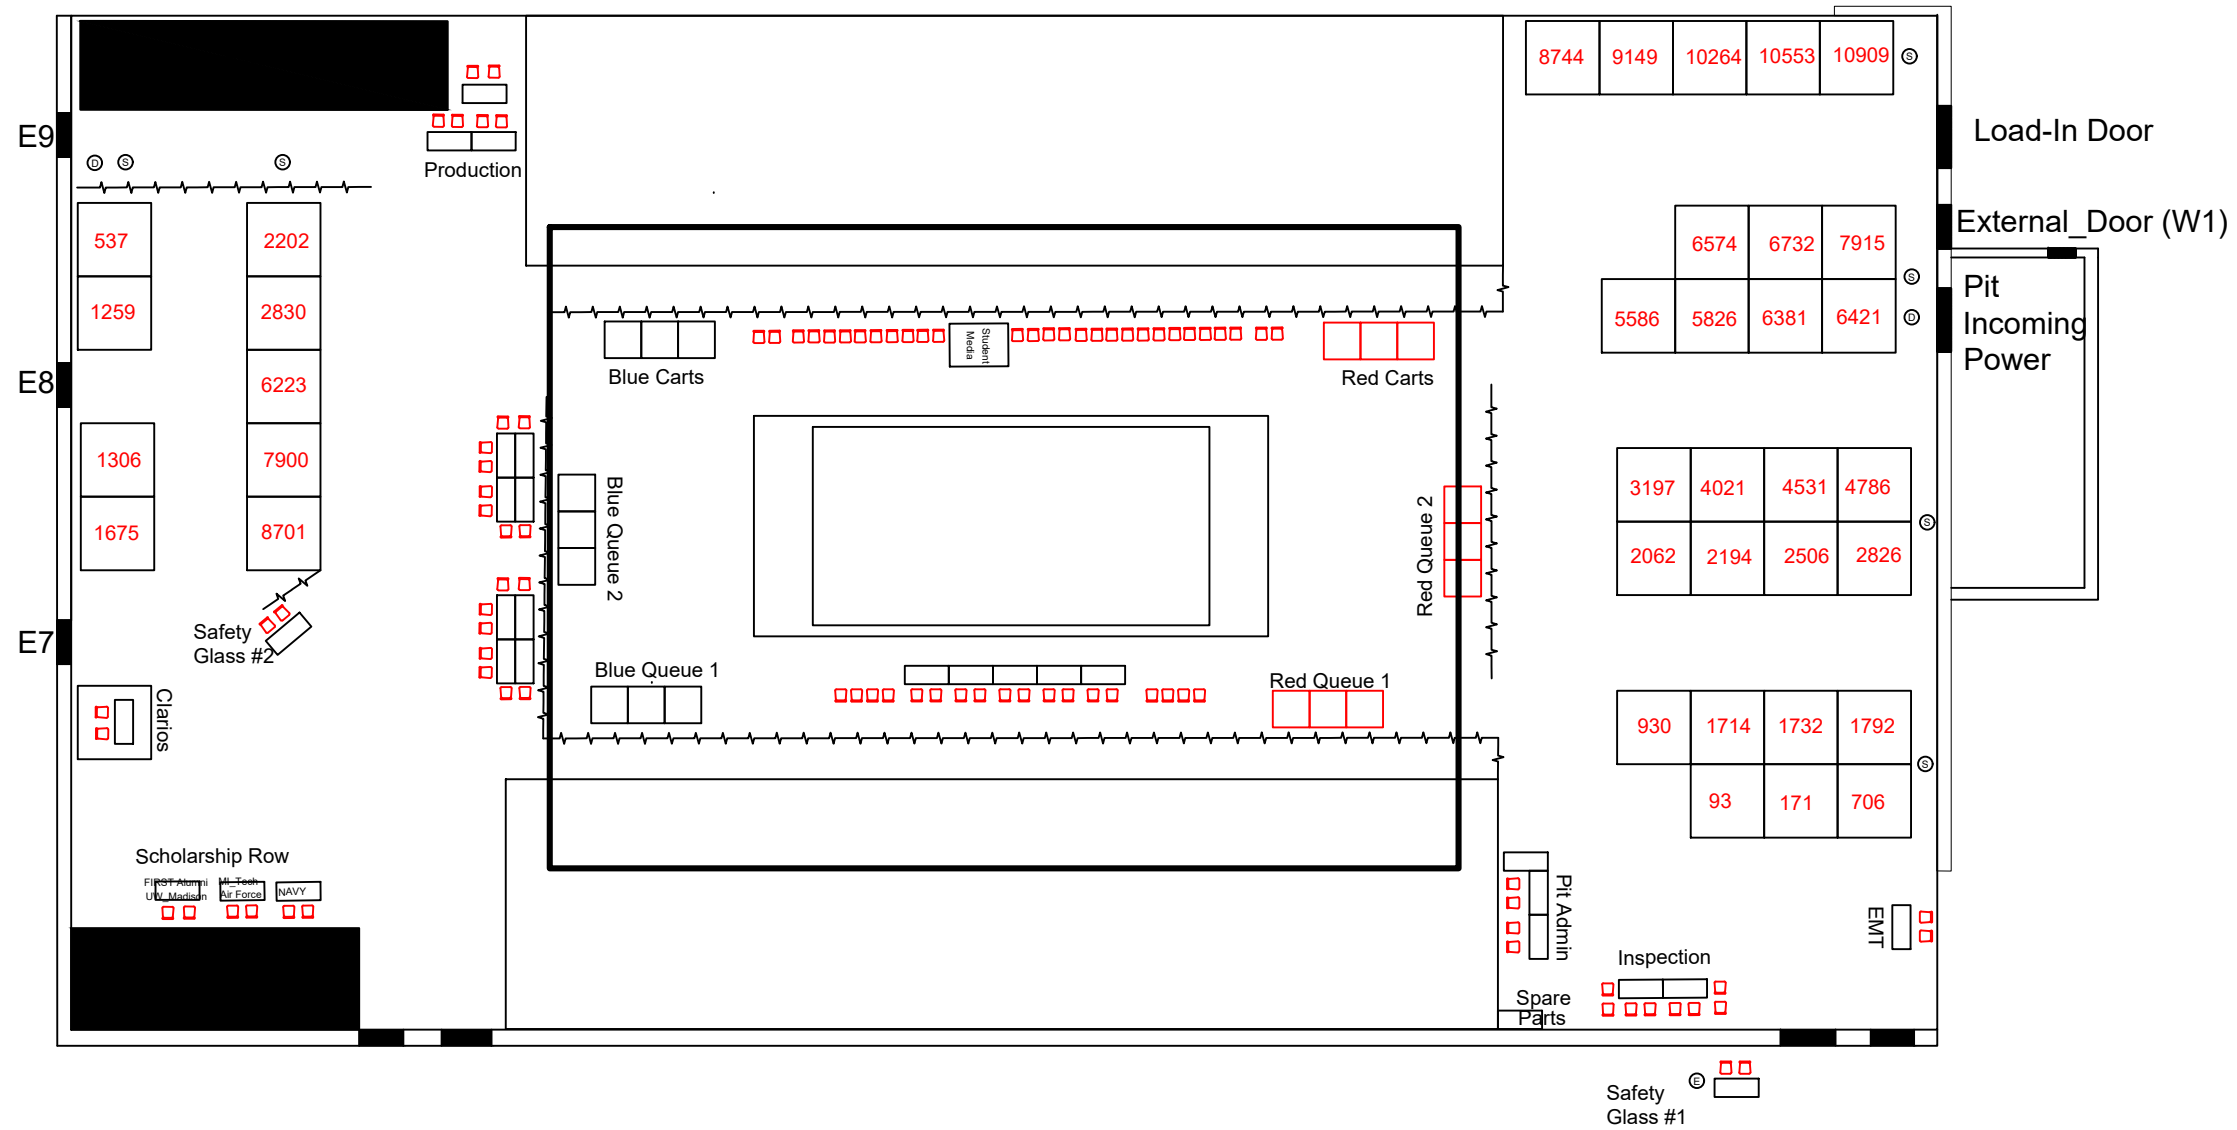 8744 9149 10264 10553 10909
S
E9
Load-In Door
D S S
Production
537 2202
6574 6732 7915
External_Door (W1)
S
1259 2830
5586 5826 6381 6421
D
Pit
Incoming
Power
Student
Media
Blue Carts
Red Carts
E8
6223
1306 7900
1675 8701
Blue Queue 2
Red Queue 2
3197 4021 4531 4786
S
2062 2194 2506 2826
E7
Safety
Glass #2
Blue Queue 1
Red Queue 1
Clarios
930 1714 1732 1792
S
93 171 706
Scholarship Row
FIRST Alumni
UW_Madison
MI_Tech
Air Force
NAVY
Pit Admin
EMT
Inspection
Spare
Parts
E
Safety
Glass #1